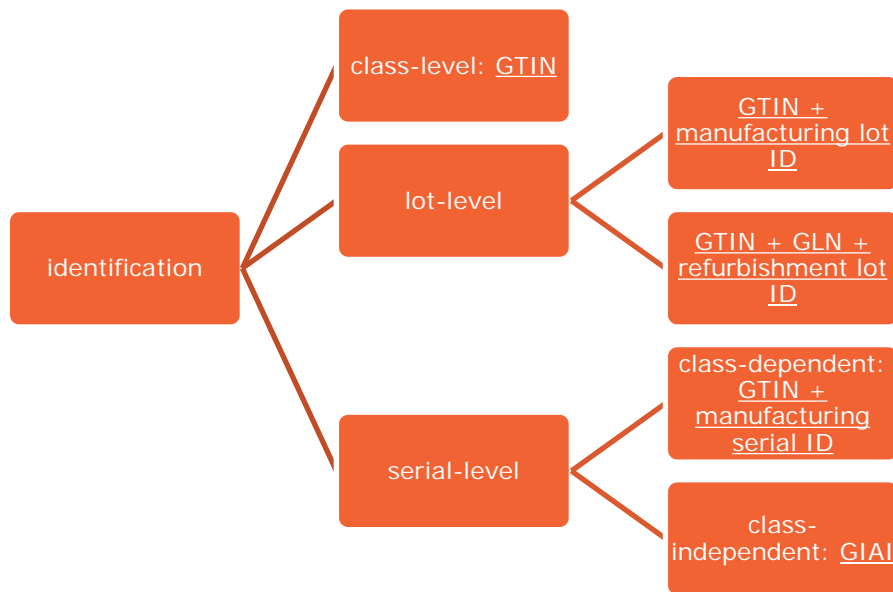 class-level: GTIN
GTIN +
manufacturing lot
ID
lot-level
identification
GTIN + GLN +
refurbishment lot
ID
class-dependent:
GTIN +
manufacturing
serial ID
serial-level
class-
independent: GIAI